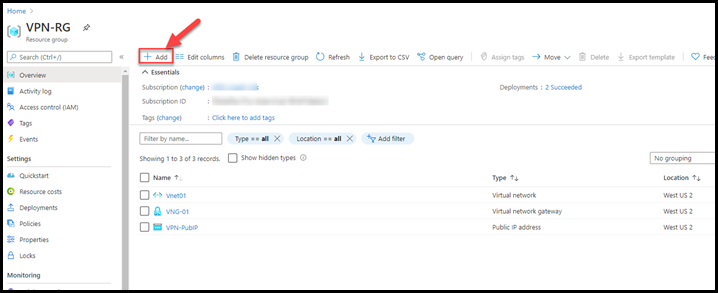 Home >
VPN-RG
Resource group
Search (Ctrl+/)
«
Add
Edit columns
Delete resource group
Refresh
Export to CSV
Open query
Assign tags
Move
Delete
Export template
Feed
Overview
Activity log
Access control (IAM)
Tags
Events
Settings
Quickstart
Resource costs
Deployments
Policies
Properties
Locks
Monitoring
Essentials
Subscription (change) :
Deployments : 2 Succeeded
Subscription ID :
Tags (change) : Click here to add tags
Filter by name...
Type == all
Location == all
Add filter
Showing 1 to 3 of 3 records.
Show hidden types
No grouping
Name Type Location
Vnet01 Virtual network West US 2
VNG-01 Virtual network gateway West US 2
VPN-PubIP Public IP address West US 2